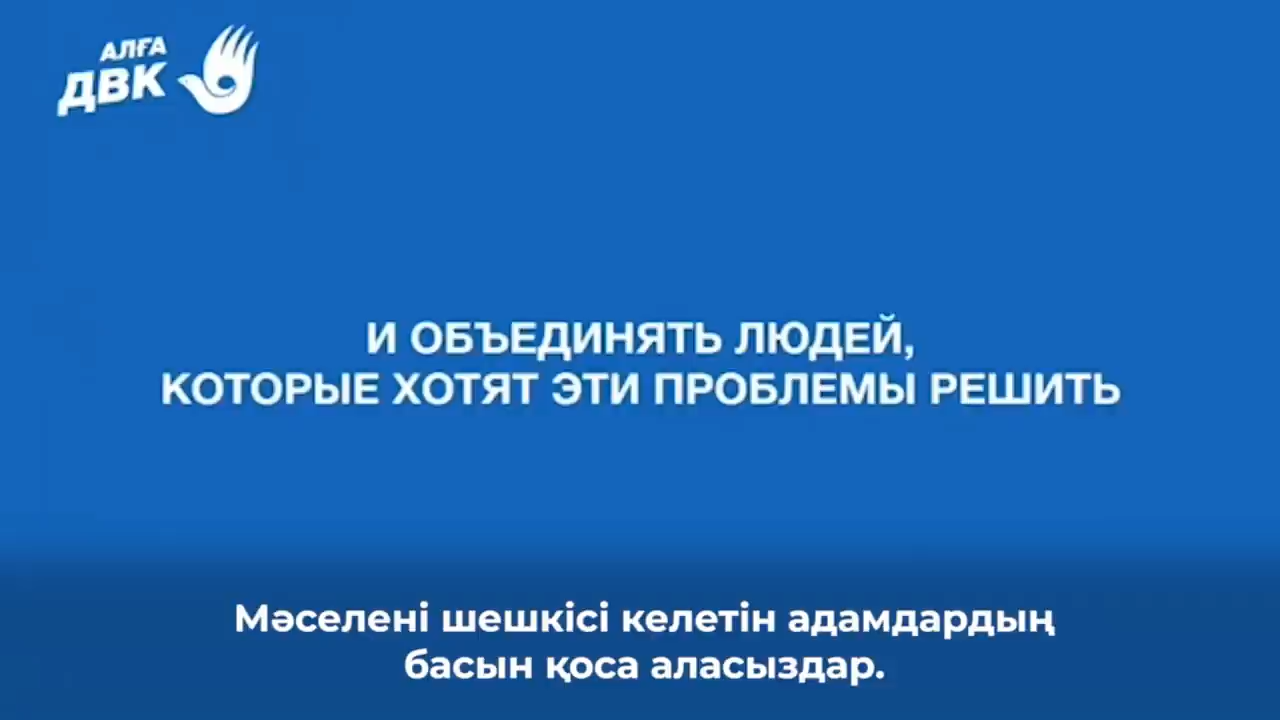 АЛҒА
ДВК
И ОБЪЕДИНЯТЬ ЛЮДЕЙ,
КОТОРЫЕ ХОТЯТ ЭТИ ПРОБЛЕМЫ РЕШИТЬ
Мәселені шешкісі келетін адамдардың
басын қоса аласыздар.